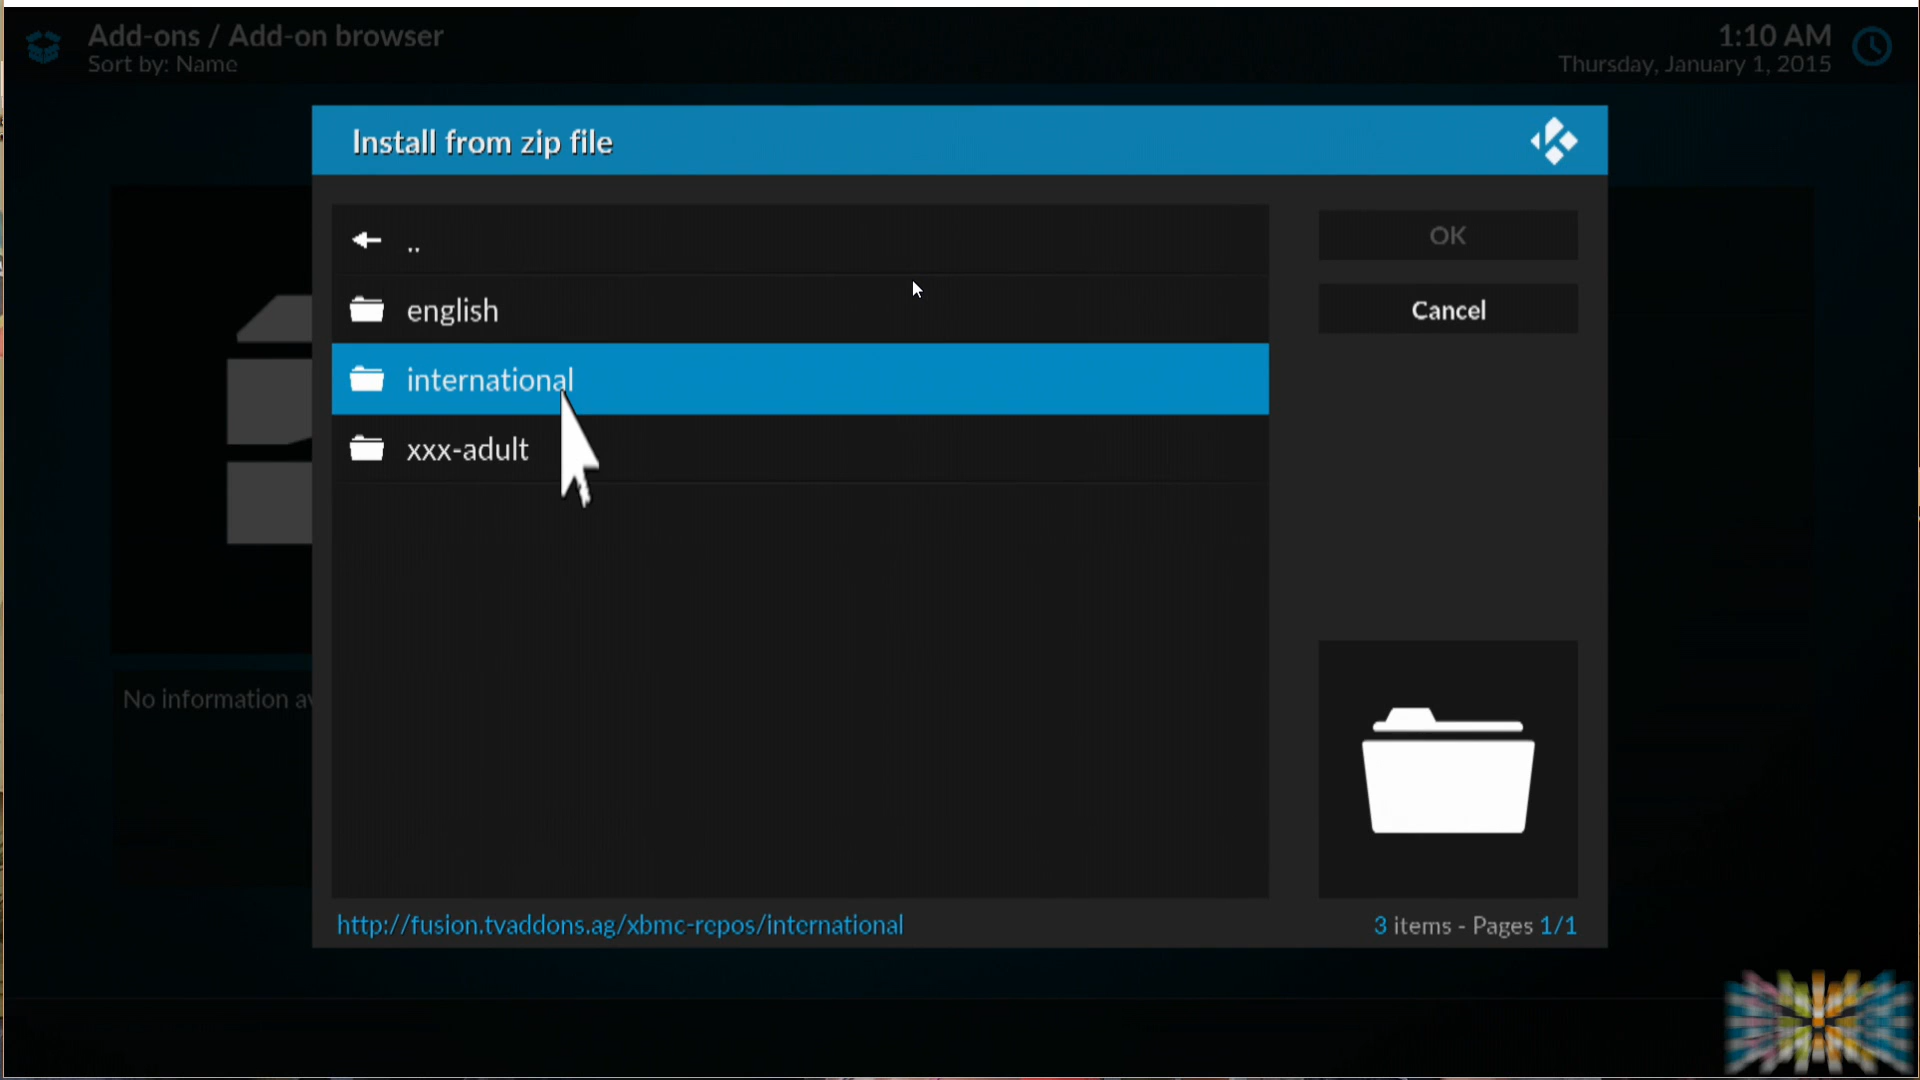 Add-ons / Add-on browser
Sort by: Name
1:10 AM
Thursday, January 1, 2015
Install from zip file
..
english
international
xxx-adult
OK
Cancel
No information
http://fusion.tvaddons.ag/xbmc-repos/international
3 items - Pages 1/1